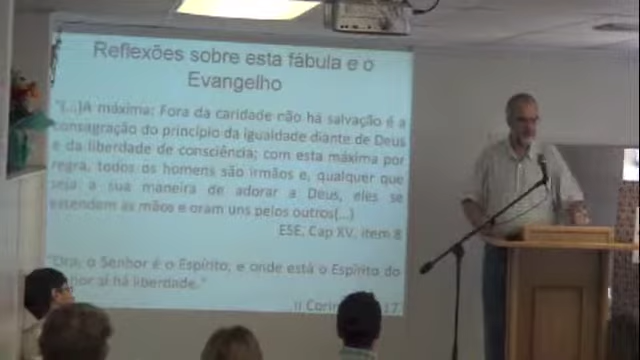 Reflexões sobre esta fábula e o
Evangelho
"(...)A máxima: Fora da caridade não há salvação é a
consagração do princípio da igualdade diante de Deus
e da liberdade de consciência; com esta máxima por
regra, todos os homens são irmãos e, qualquer que
seja a sua maneira de adorar a Deus, eles se
estendem as mãos e oram uns pelos outros(...)
ESE, Cap XV, item 8
"Ora, o Senhor é o Espírito, e onde está o Espírito do
aí há liberdade."
II 17